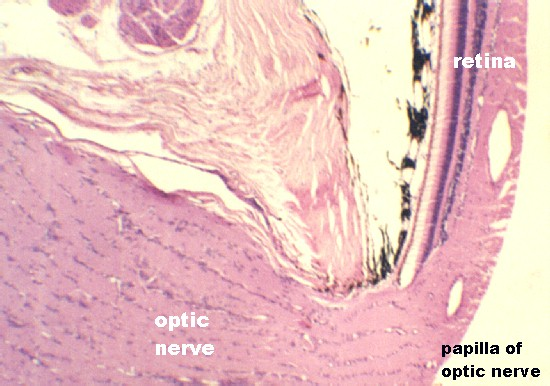 retina
optic
nerve
papilla of
optic nerve